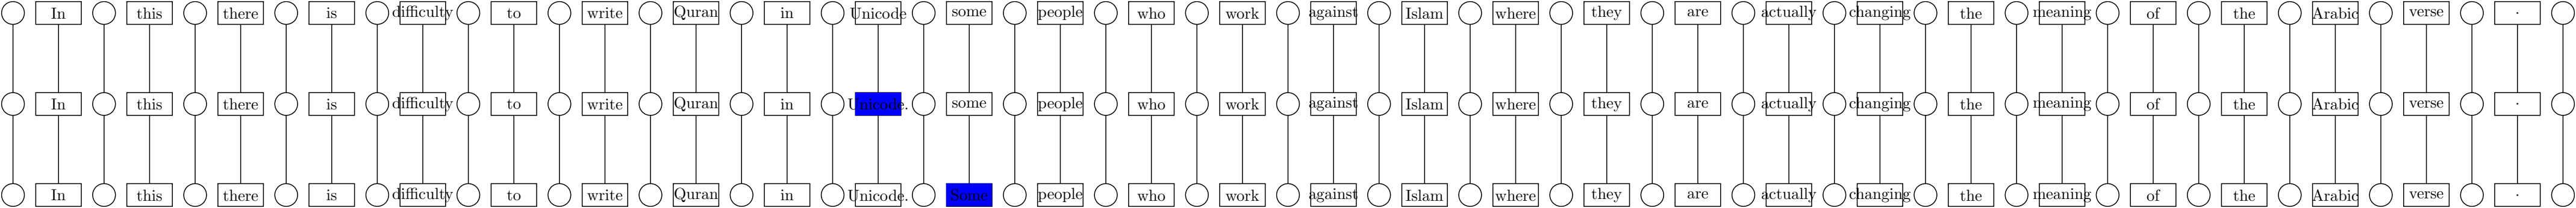 In this there is difficulty to write Quran in Unicode some people who work against Islam where they are actually changing the meaning of the Arabic verse .
In this there is difficulty to write Quran in Unicode. some people who work against Islam where they are actually changing the meaning of the Arabic verse .
In this there is difficulty to write Quran in Unicode. Some people who work against Islam where they are actually changing the meaning of the Arabic verse .